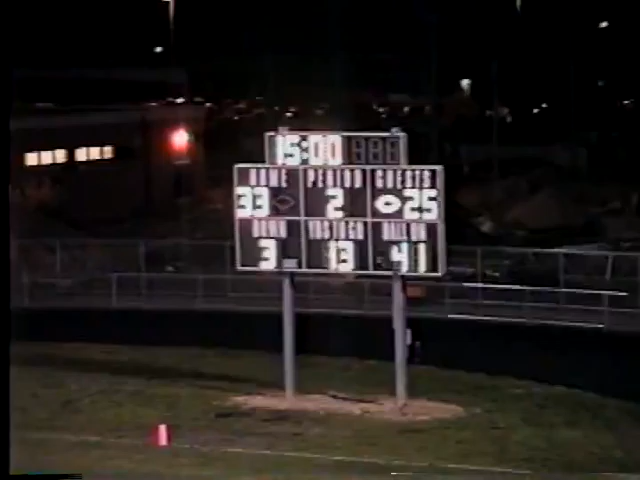 15:00
HOME PERIOD GUESTS
33 2 25
DOWN YDS TO GO BALL ON
3 13 41